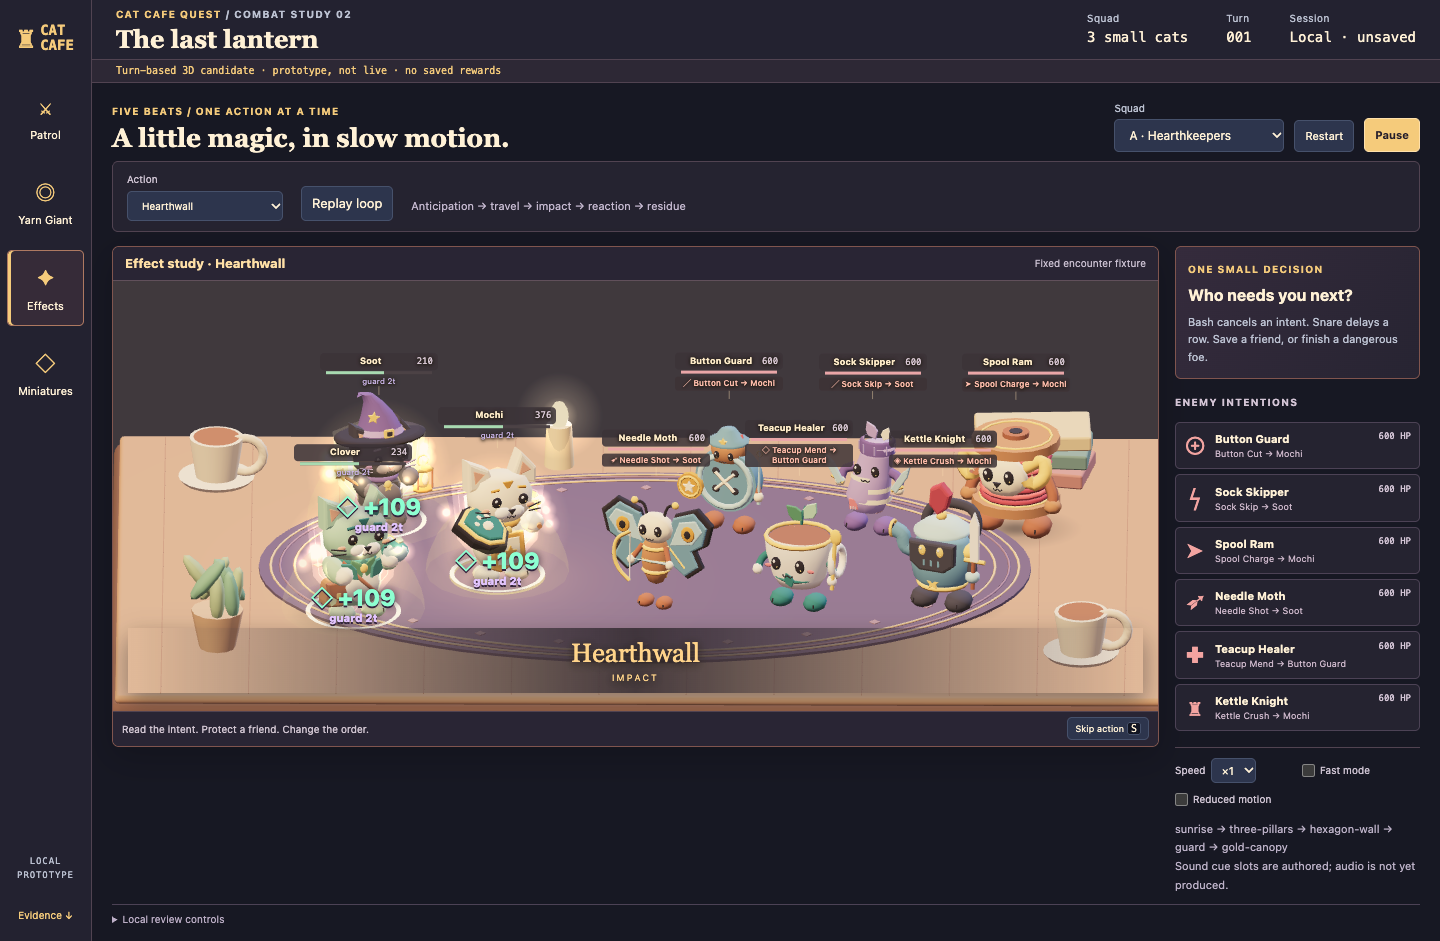 CAT
CAFE
Patrol
Yarn Giant
Effects
Miniatures
LOCAL
PROTOTYPE
Evidence ↓
CAT CAFE QUEST / COMBAT STUDY 02
The last lantern
Squad
3 small cats
Turn
001
Session
Local · unsaved
Turn-based 3D candidate · prototype, not live · no saved rewards
FIVE BEATS / ONE ACTION AT A TIME
A little magic, in slow motion.
Squad
A · Hearthkeepers
Restart
Pause
Action
Hearthwall
Replay loop
Anticipation → travel → impact → reaction → residue
Effect study · Hearthwall
Fixed encounter fixture
Soot 210
guard 2t
Mochi 376
guard 2t
Clover 234
guard 2t
Button Guard 600
Button Cut → Mochi
Sock Skipper 600
Sock Skip → Soot
Spool Ram 600
Spool Charge → Mochi
Needle Moth 600
Needle Shot → Soot
Teacup Healer 600
Teacup Mend →
Button Guard
Kettle Knight 600
Kettle Crush → Mochi
+109
guard 2t
+109
guard 2t
+109
guard 2t
Hearthwall
IMPACT
Read the intent. Protect a friend. Change the order.
Skip action S
ONE SMALL DECISION
Who needs you next?
Bash cancels an intent. Snare delays a
row. Save a friend, or finish a dangerous
foe.
ENEMY INTENTIONS
Button Guard 600 HP
Button Cut → Mochi
Sock Skipper 600 HP
Sock Skip → Soot
Spool Ram 600 HP
Spool Charge → Mochi
Needle Moth 600 HP
Needle Shot → Soot
Teacup Healer 600 HP
Teacup Mend → Button Guard
Kettle Knight 600 HP
Kettle Crush → Mochi
Speed ×1 Fast mode
Reduced motion
sunrise → three-pillars → hexagon-wall →
guard → gold-canopy
Sound cue slots are authored; audio is not yet
produced.
Local review controls